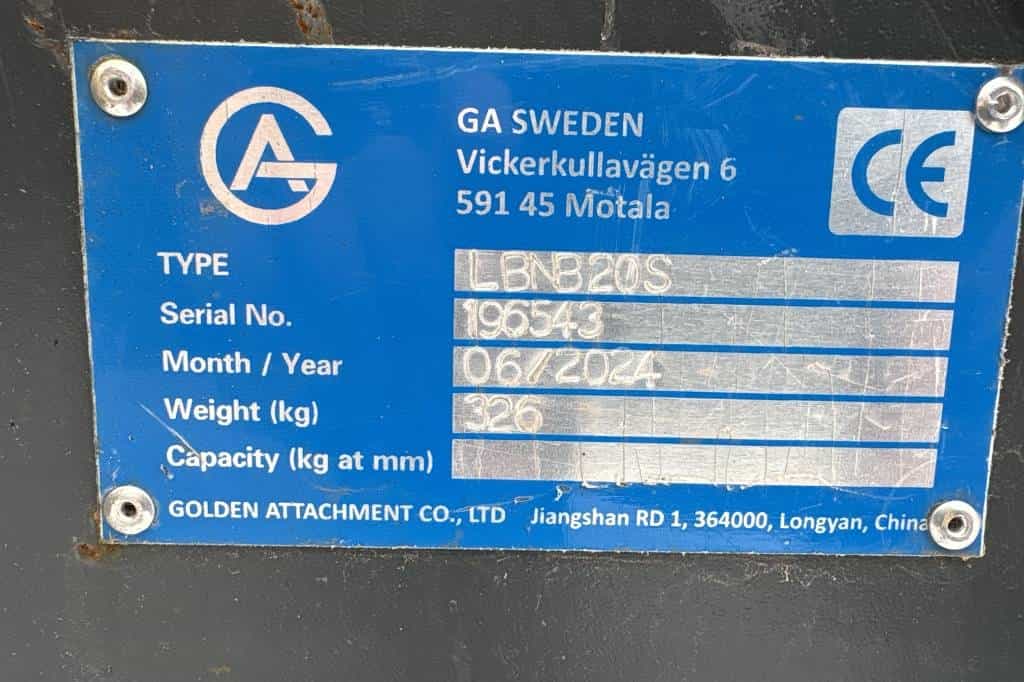 GA
GA SWEDEN
Vickerkullavägen 6
591 45 Motala
CE
TYPE LBNB20S
Serial No. 196543
Month / Year 06/2024
Weight (kg) 326
Capacity (kg at mm)
GOLDEN ATTACHMENT CO., LTD Jiangshan RD 1, 364000, Longyan, China